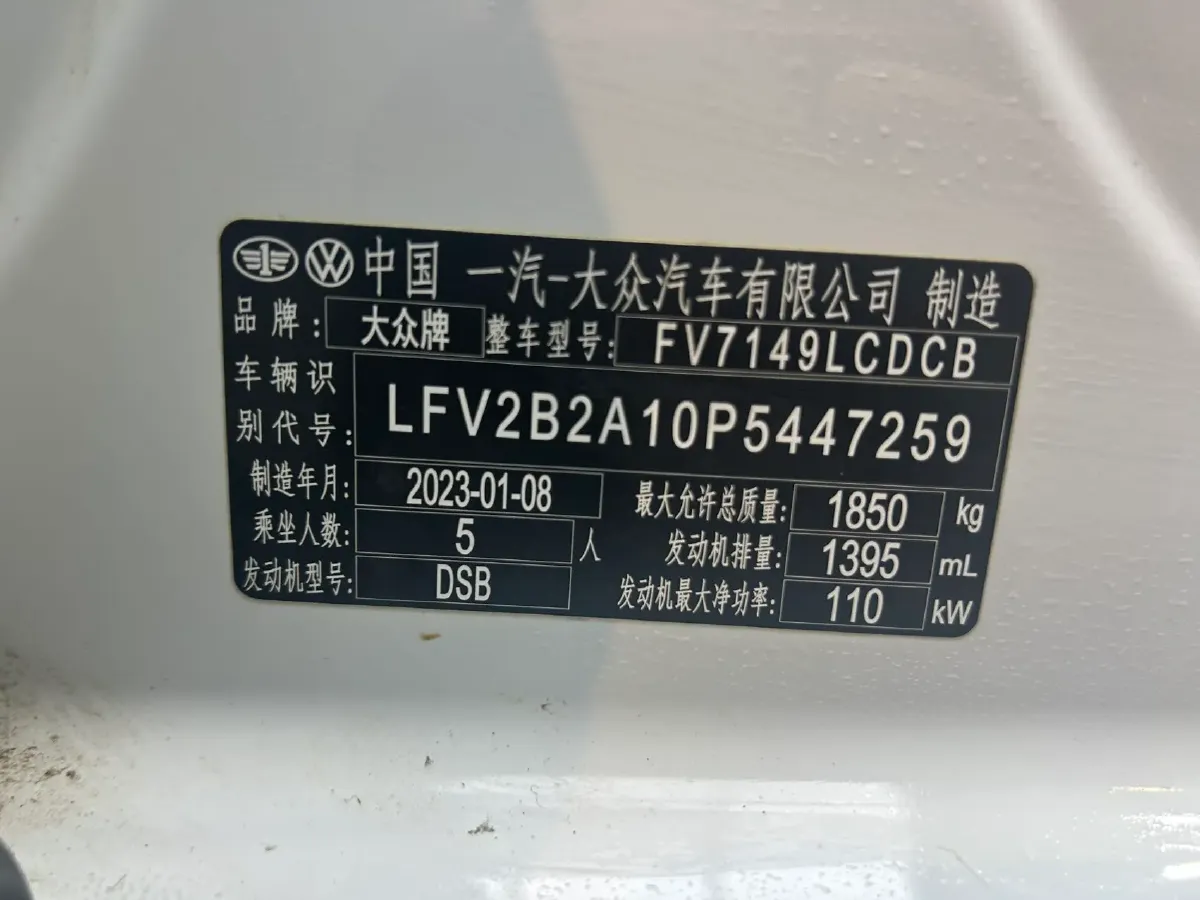 中国 一汽-大众汽车有限公司 制造
品牌: 大众牌 整车型号: FV7149LCDCB
车辆识别代号: LFV2B2A10P5447259
制造年月: 2023-01-08 最大允许总质量: 1850 kg
乘坐人数: 5 人 发动机排量: 1395 mL
发动机型号: DSB 发动机最大净功率: 110 kW